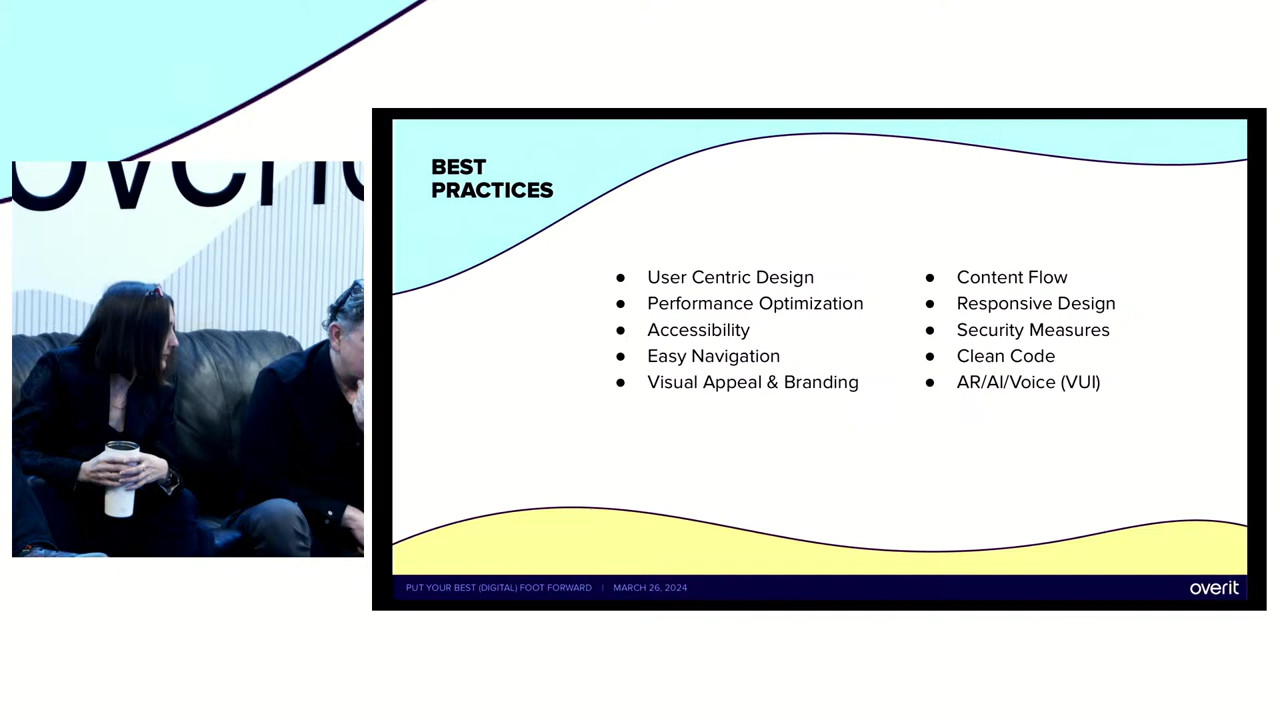 overit
BEST
PRACTICES
● User Centric Design
● Performance Optimization
● Accessibility
● Easy Navigation
● Visual Appeal & Branding
● Content Flow
● Responsive Design
● Security Measures
● Clean Code
● AR/AI/Voice (VUI)
PUT YOUR BEST (DIGITAL) FOOT FORWARD | MARCH 26, 2024
overit